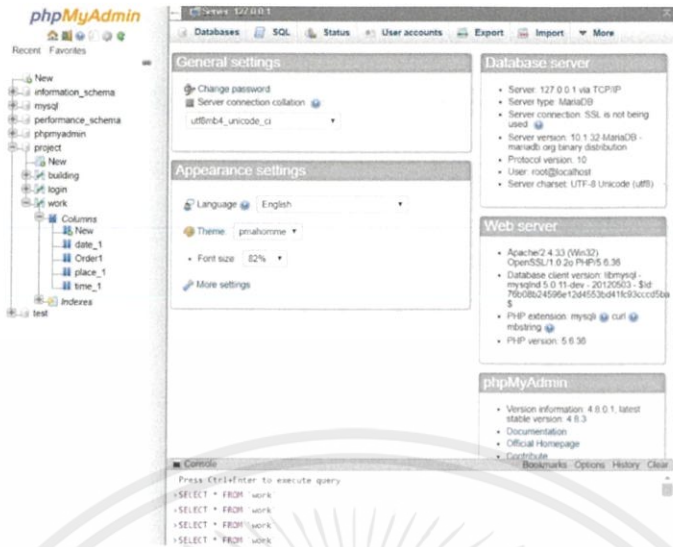 phpMyAdmin
Recent Favorites
New
information_schema
mysql
performance_schema
phpmyadmin
project
New
building
login
work
Columns
New
date_1
Order1
place_1
time_1
Indexes
test
Server: 127.0.0.1
Databases SQL Status User accounts Export Import More
General settings
Change password
Server connection collation
utf8mb4_unicode_ci
Appearance settings
Language English
Theme: pmahomme
Font size: 82%
More settings
Database server
Server: 127.0.0.1 via TCP/IP
Server type: MariaDB
Server connection: SSL is not being
used
Server version: 10.1.32-MariaDB -
mariadb.org binary distribution
Protocol version: 10
User: root@localhost
Server charset: UTF-8 Unicode (utf8)
Web server
Apache/2.4.33 (Win32)
OpenSSL/1.0.2o PHP/5.6.36
Database client version: libmysql -
mysqlnd 5.0.11-dev - 20120503 - $Id:
$
PHP extension: mysqli curl
mbstring
PHP version: 5.6.36
phpMyAdmin
Version information: 4.8.0.1, latest
stable version: 4.8.3
Documentation
Official Homepage
Contribute
Console Bookmarks Options History Clear
Press Ctrl+Enter to execute query
>SELECT * FROM `work`
>SELECT * FROM `work`
>SELECT * FROM `work`
>SELECT * FROM `work`